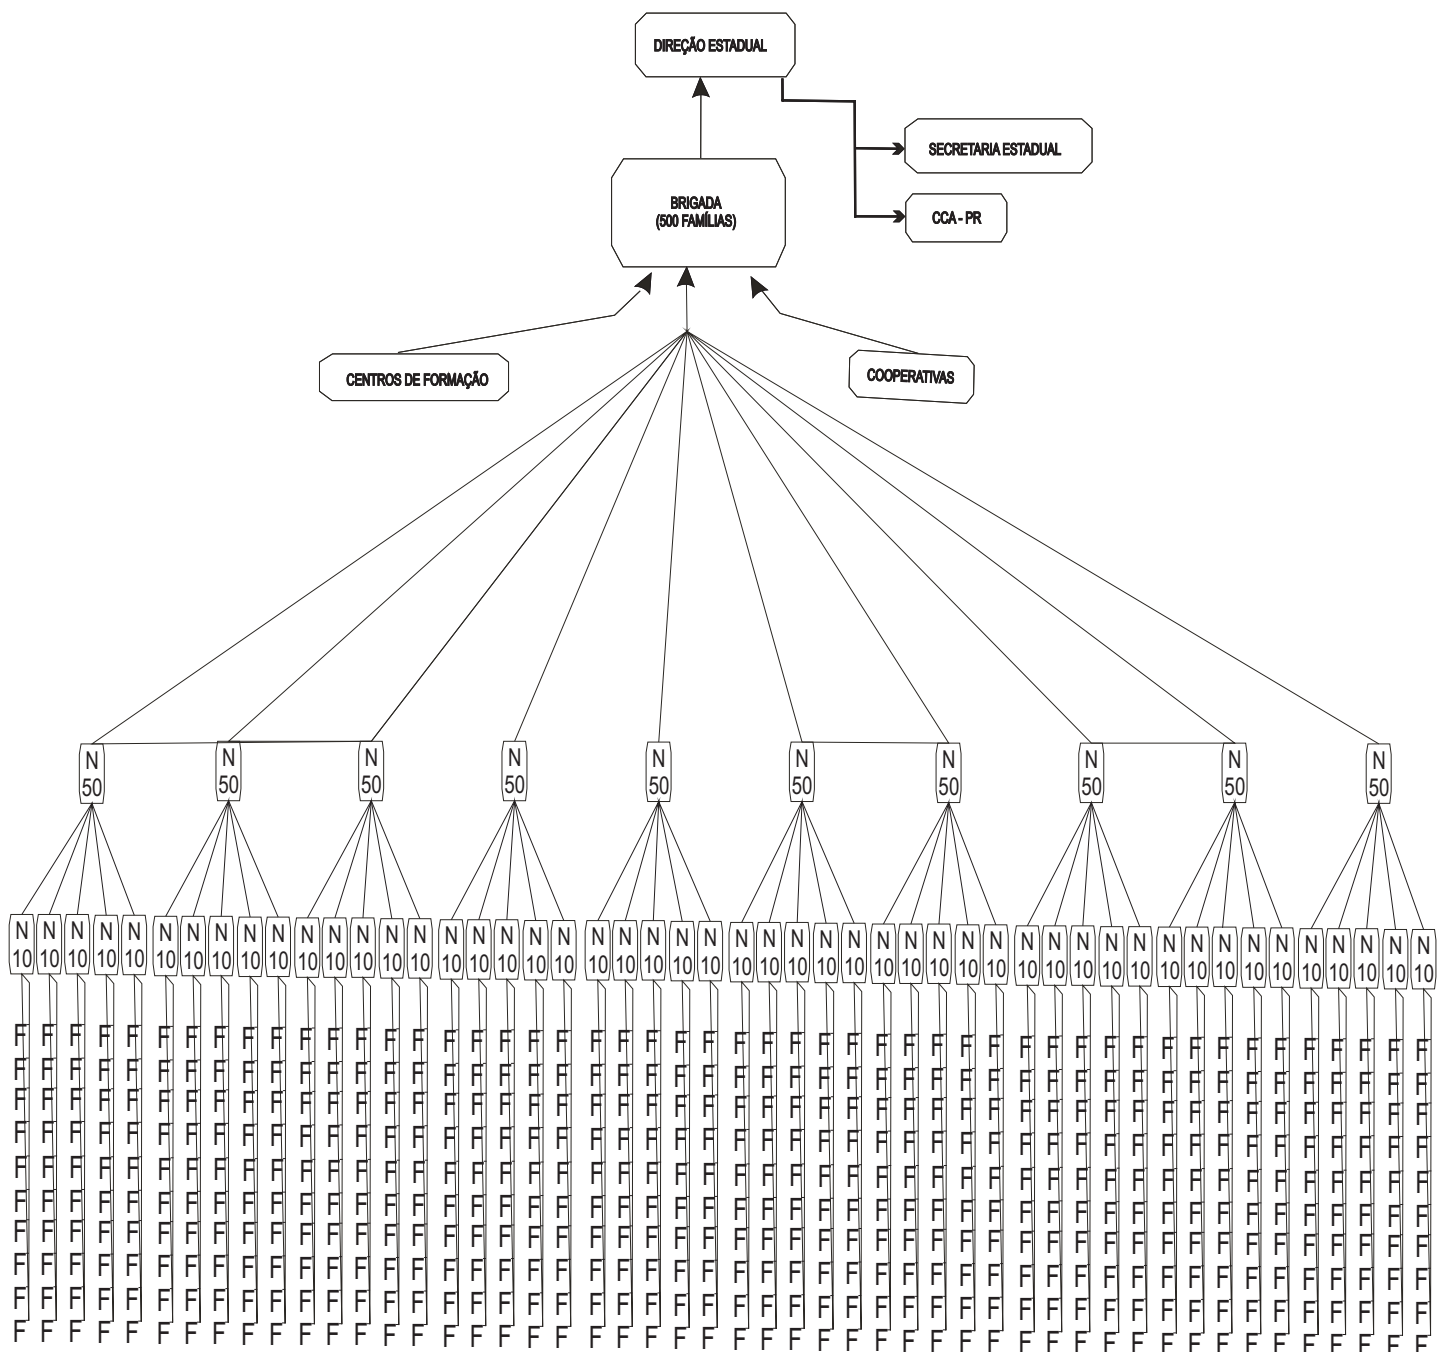 DIREÇÃO ESTADUAL
SECRETARIA ESTADUAL
BRIGADA
(500 FAMÍLIAS)
CCA - PR
CENTROS DE FORMAÇÃO
COOPERATIVAS
N N N N N N N N N N
50 50 50 50 50 50 50 50 50 50
N N N N N N N N N N N N N N N N N N N N N N N N N N N N N N N N N N N N N N N N N N N N N N N N N N
10 10 10 10 10 10 10 10 10 10 10 10 10 10 10 10 10 10 10 10 10 10 10 10 10 10 10 10 10 10 10 10 10 10 10 10 10 10 10 10 10 10 10 10 10 10 10 10 10 10
F F F F F F F F F F F F F F F F F F F F F F F F F F F F F F F F F F F F F F F F F F F F F F F F F F
F F F F F F F F F F F F F F F F F F F F F F F F F F F F F F F F F F F F F F F F F F F F F F F F F F
F F F F F F F F F F F F F F F F F F F F F F F F F F F F F F F F F F F F F F F F F F F F F F F F F F
F F F F F F F F F F F F F F F F F F F F F F F F F F F F F F F F F F F F F F F F F F F F F F F F F F
F F F F F F F F F F F F F F F F F F F F F F F F F F F F F F F F F F F F F F F F F F F F F F F F F F
F F F F F F F F F F F F F F F F F F F F F F F F F F F F F F F F F F F F F F F F F F F F F F F F F F
F F F F F F F F F F F F F F F F F F F F F F F F F F F F F F F F F F F F F F F F F F F F F F F F F F
F F F F F F F F F F F F F F F F F F F F F F F F F F F F F F F F F F F F F F F F F F F F F F F F F F
F F F F F F F F F F F F F F F F F F F F F F F F F F F F F F F F F F F F F F F F F F F F F F F F F F
F F F F F F F F F F F F F F F F F F F F F F F F F F F F F F F F F F F F F F F F F F F F F F F F F F